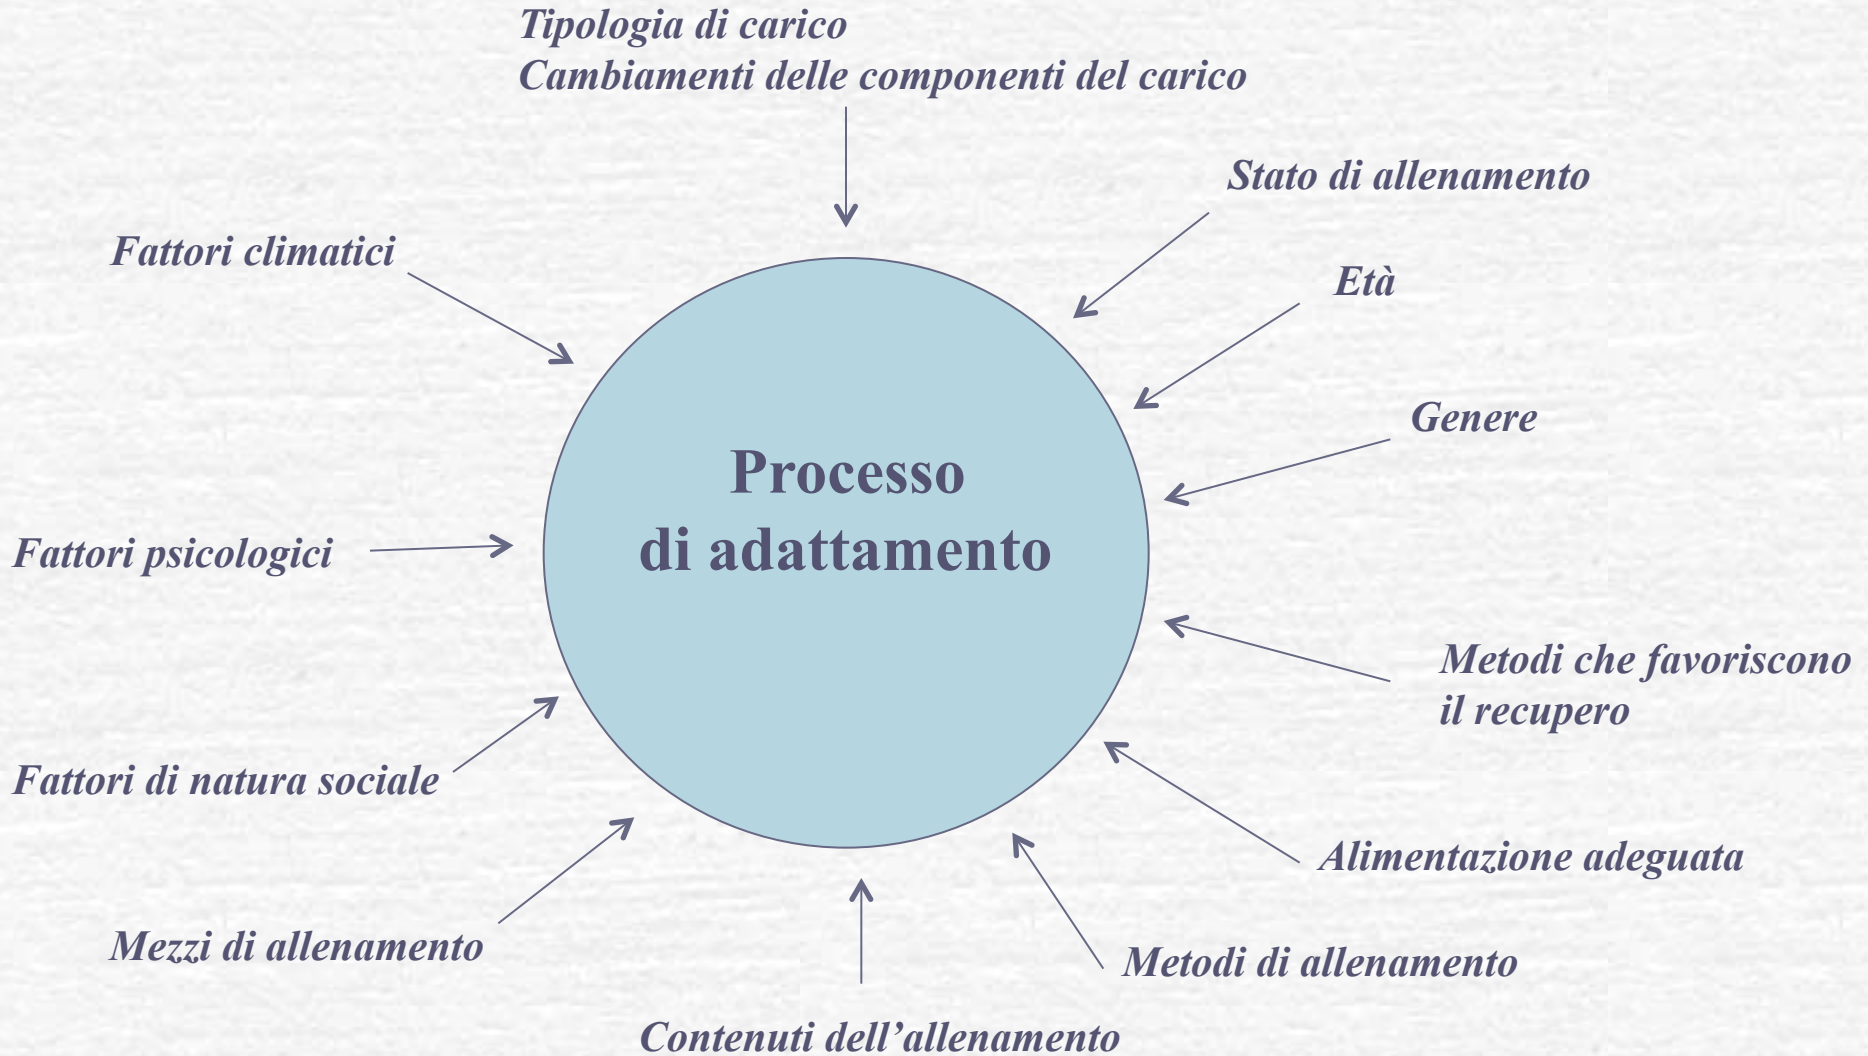 Tipologia di carico
Cambiamenti delle componenti del carico
Stato di allenamento
Fattori climatici
Età
Genere
Processo
di adattamento
Fattori psicologici
Metodi che favoriscono
il recupero
Fattori di natura sociale
Alimentazione adeguata
Mezzi di allenamento
Metodi di allenamento
Contenuti dell’allenamento